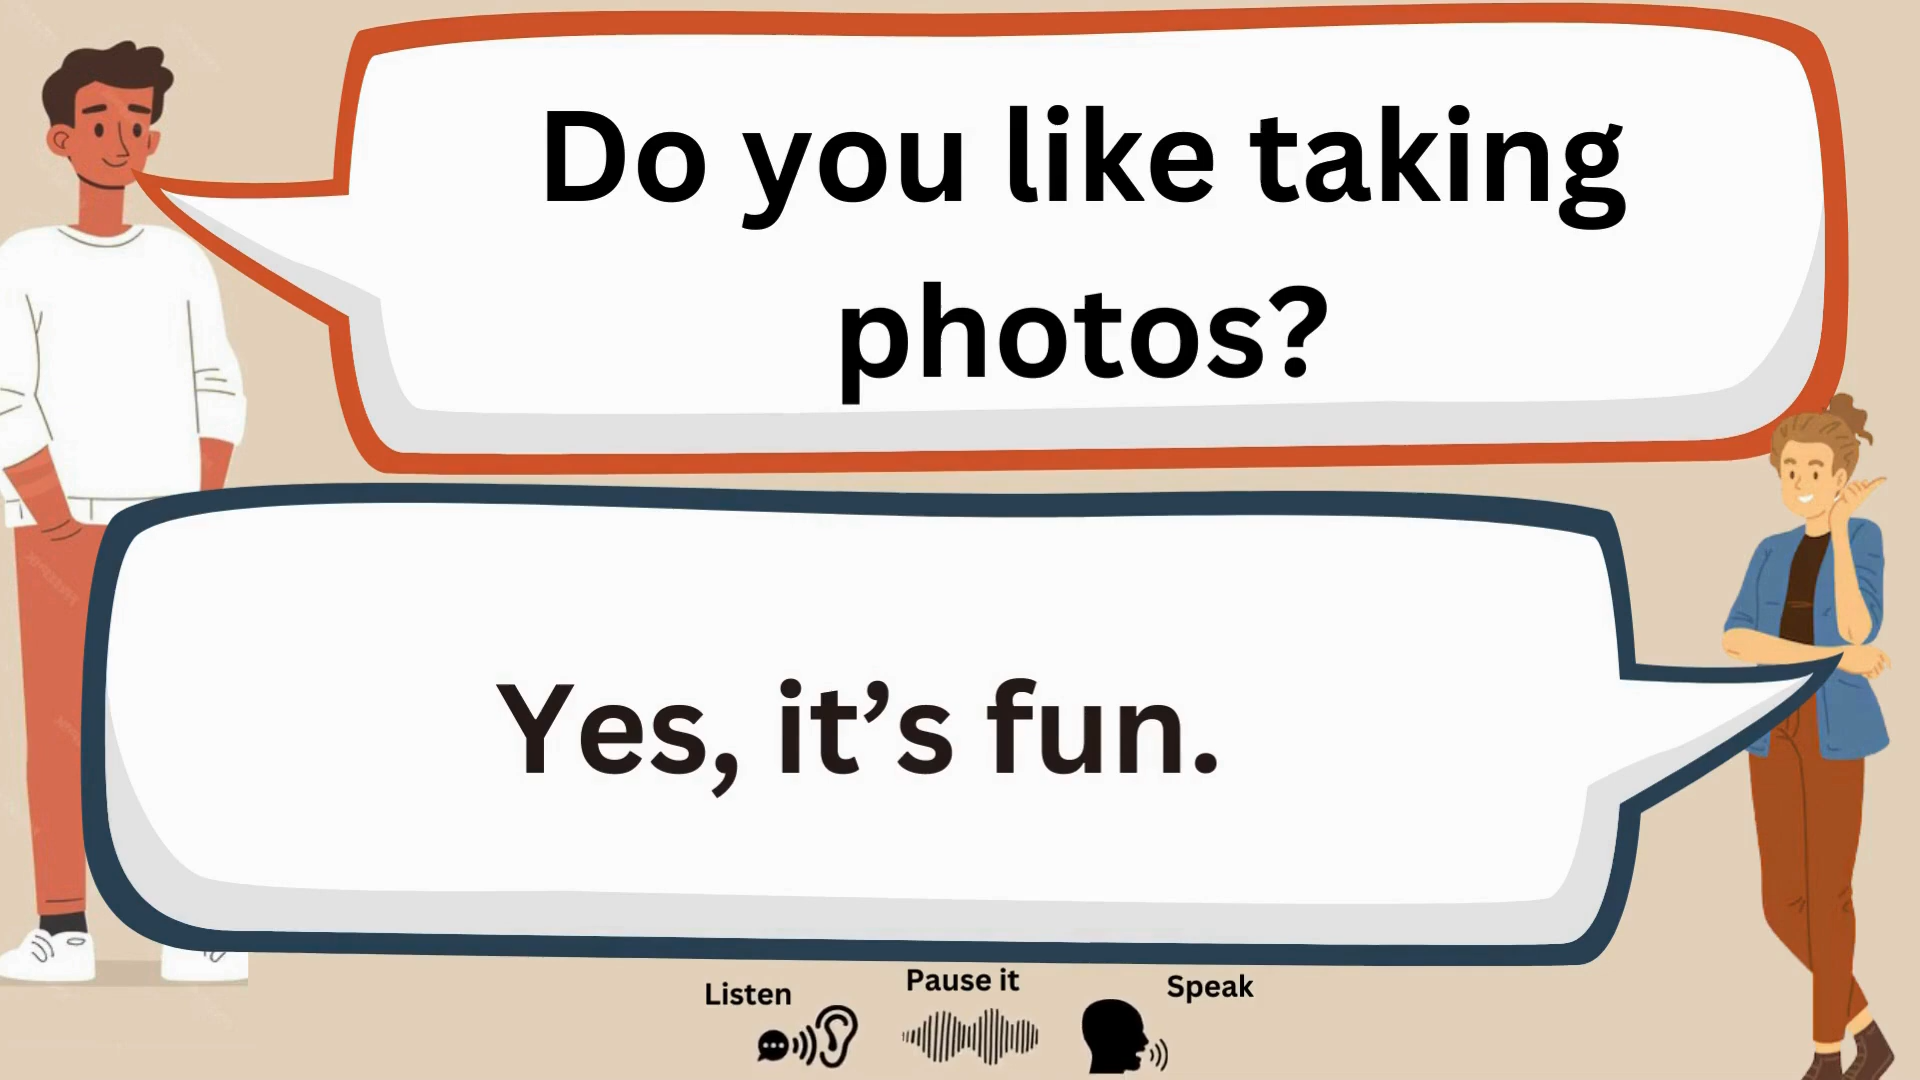 Do you like taking
photos?
Yes, it’s fun.
Listen
Pause it
Speak